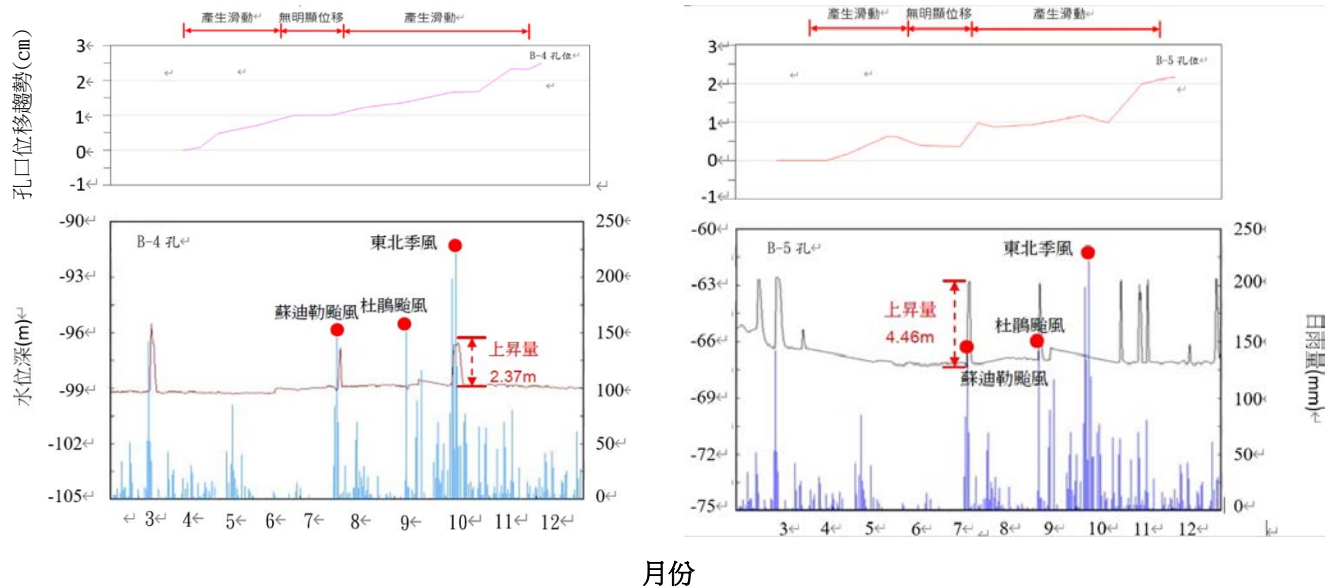 產生滑動↵ 無明顯位移 產生滑動↵
孔口位移趨勢(cm)
3↵
2↵
1↵
0↵
-1↵
B-4 孔位↵
↵ ↵
↵
↵
水位深(m)↵
-90↵
-93↵
-96↵
-99↵
-102↵
-105↵
B-4 孔↵
東北季風
蘇迪勒颱風
杜鵑颱風
上昇量
2.37m
250↵
200↵
150↵
100↵
50↵
0↵
↵ 3↵ 4↵ 5↵ 6↵ 7↵ 8↵ 9↵ 10↵ 11↵ 12↵
產生滑動↵ 無明顯位移 產生滑動↵
3↵
2↵
1↵
0↵
-1↵
B-5 孔位↵
↵ ↵
↵
-60↵
-63↵
-66↵
-69↵
-72↵
-75↵
B-5 孔↵
東北季風
上昇量
4.46m
杜鵑颱風
蘇迪勒颱風
250↵
200↵
150↵
100↵
50↵
0↵
日雨量(mm)↵
3↵ 4↵ 5↵ 6↵ 7↵ 8↵ 9↵ 10↵ 11↵ 12↵ ↵
↵
月份